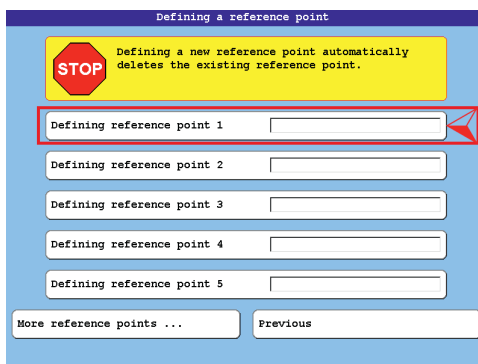 Defining a reference point
STOP
Defining a new reference point automatically
deletes the existing reference point.
Defining reference point 1
Defining reference point 2
Defining reference point 3
Defining reference point 4
Defining reference point 5
More reference points ...
Previous